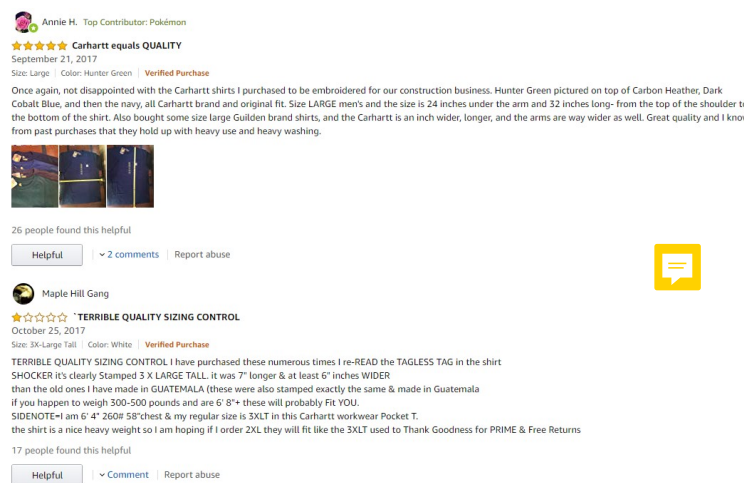 Annie H. Top Contributor: Pokémon
Carhartt equals QUALITY
September 21, 2017
Size: Large | Color: Hunter Green | Verified Purchase
Once again, not disappointed with the Carhartt shirts I purchased to be embroidered for our construction business. Hunter Green pictured on top of Carbon Heather, Dark
Cobalt Blue, and then the navy, all Carhartt brand and original fit. Size LARGE men's and the size is 24 inches under the arm and 32 inches long- from the top of the shoulder to
the bottom of the shirt. Also bought some size large Guilden brand shirts, and the Carhartt is an inch wider, longer, and the arms are way wider as well. Great quality and I know
from past purchases that they hold up with heavy use and heavy washing.
26 people found this helpful
Helpful | 2 comments | Report abuse
Maple Hill Gang
`TERRIBLE QUALITY SIZING CONTROL
October 25, 2017
Size: 3X-Large Tall | Color: White | Verified Purchase
TERRIBLE QUALITY SIZING CONTROL I have purchased these numerous times I re-READ the TAGLESS TAG in the shirt
SHOCKER it's clearly Stamped 3 X LARGE TALL. it was 7" longer & at least 6" inches WIDER
than the old ones I have made in GUATEMALA (these were also stamped exactly the same & made in Guatemala
if you happen to weigh 300-500 pounds and are 6' 8"+ these will probably Fit YOU.
SIDENOTE=I am 6' 4" 260# 58"chest & my regular size is 3XLT in this Carhartt workwear Pocket T.
the shirt is a nice heavy weight so I am hoping if I order 2XL they will fit like the 3XLT used to Thank Goodness for PRIME & Free Returns
17 people found this helpful
Helpful | Comment | Report abuse